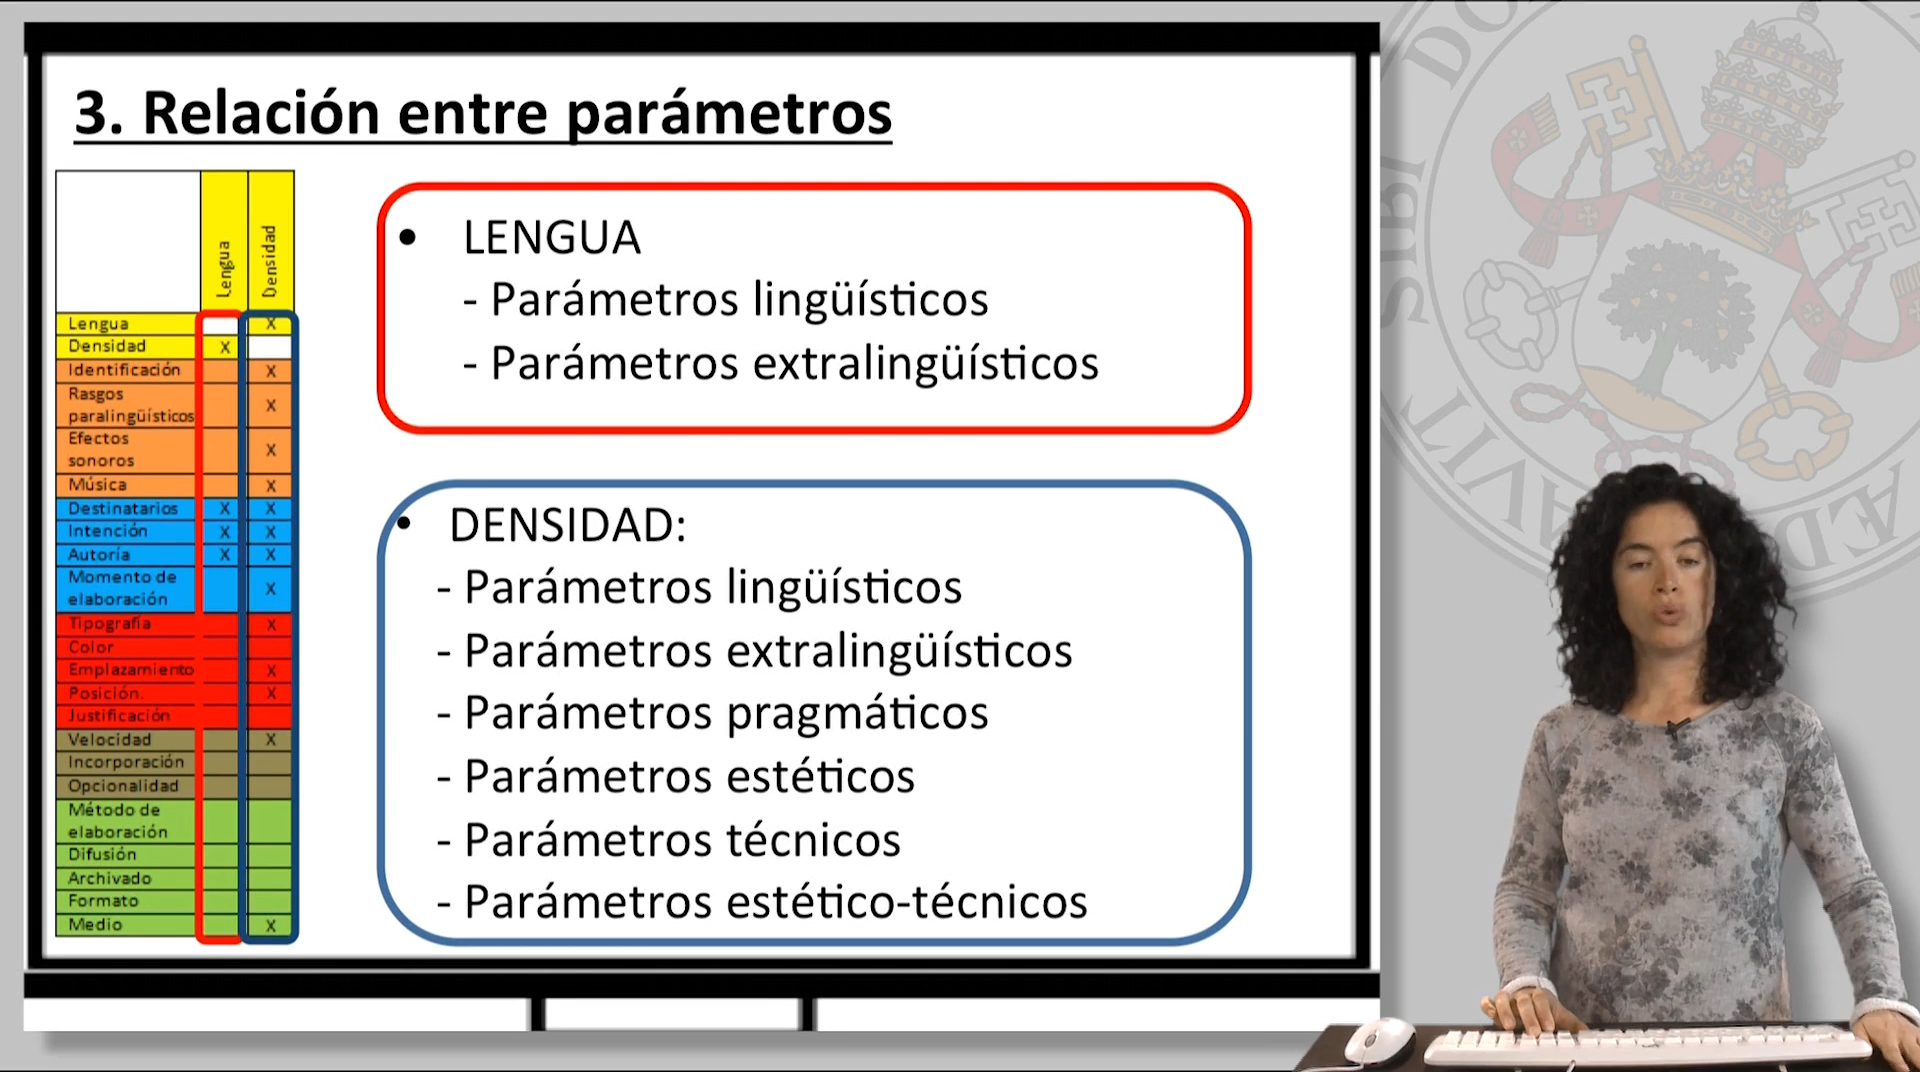 3. Relación entre parámetros
Lengua
Densidad
Lengua X
Densidad X
Identificación X
Rasgos
paralingüísticos X
Efectos
sonoros X
Música X
Destinatarios X X
Intención X X
Autoría X X
Momento de
elaboración X
Tipografía X
Color
Emplazamiento X
Posición. X
Justificación
Velocidad X
Incorporación
Opcionalidad
Método de
elaboración
Difusión
Archivado
Formato
Medio X
• LENGUA
- Parámetros lingüísticos
- Parámetros extralingüísticos
• DENSIDAD:
- Parámetros lingüísticos
- Parámetros extralingüísticos
- Parámetros pragmáticos
- Parámetros estéticos
- Parámetros técnicos
- Parámetros estético-técnicos
SIBI